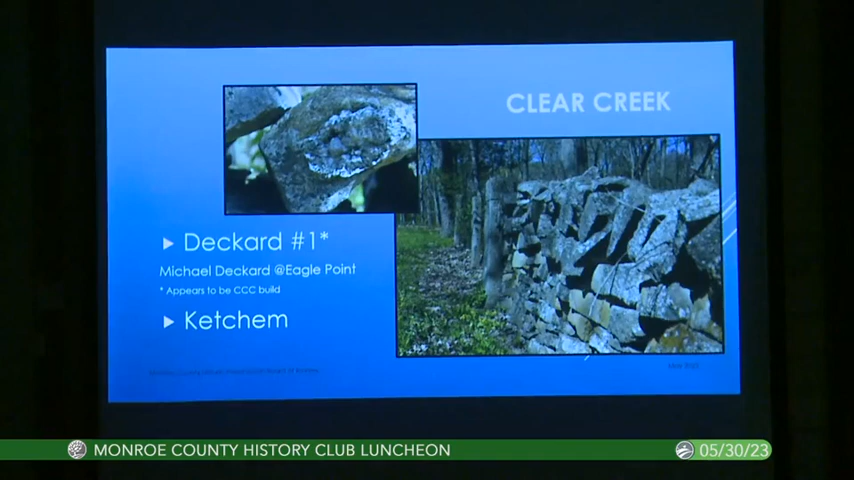 CLEAR CREEK
Deckard #1*
Michael Deckard @Eagle Point
* Appears to be CCC build
Ketchem
MONROE COUNTY HISTORY CLUB LUNCHEON
05/30/23